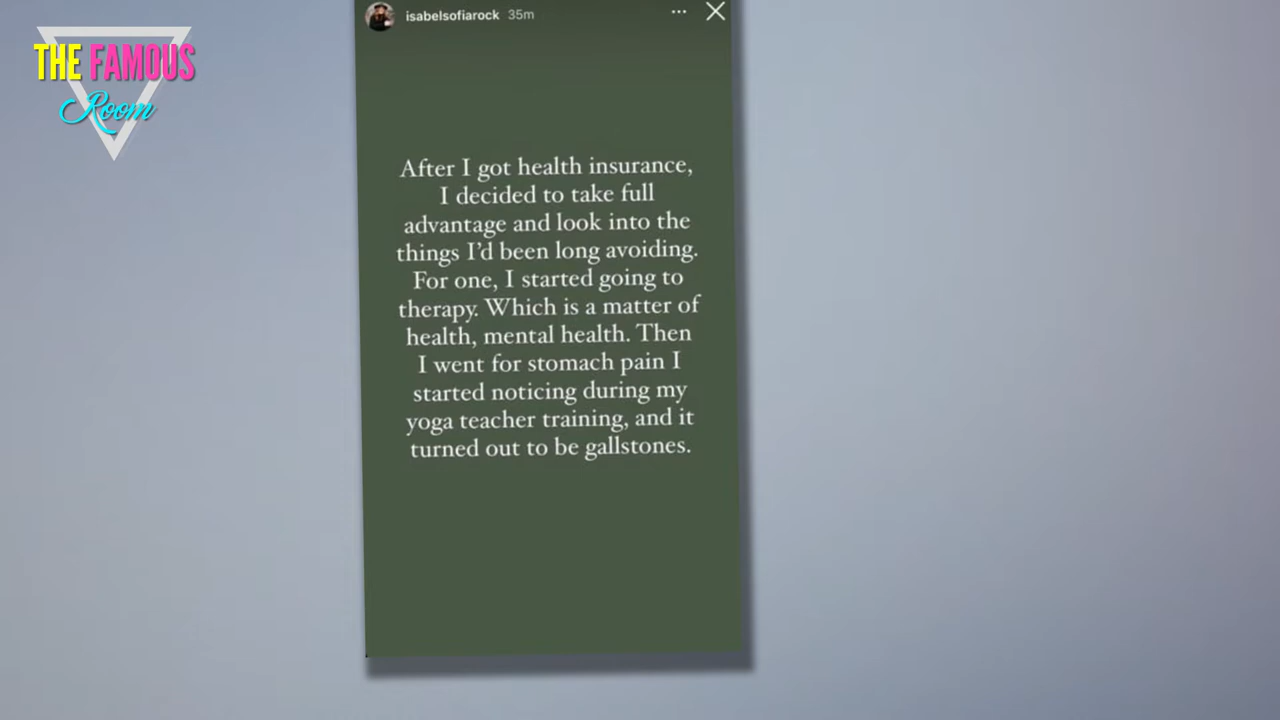 THE FAMOUS
Room
isabelsofiarock 35m
After I got health insurance,
I decided to take full
advantage and look into the
things I'd been long avoiding.
For one, I started going to
therapy. Which is a matter of
health, mental health. Then
I went for stomach pain I
started noticing during my
yoga teacher training, and it
turned out to be gallstones.